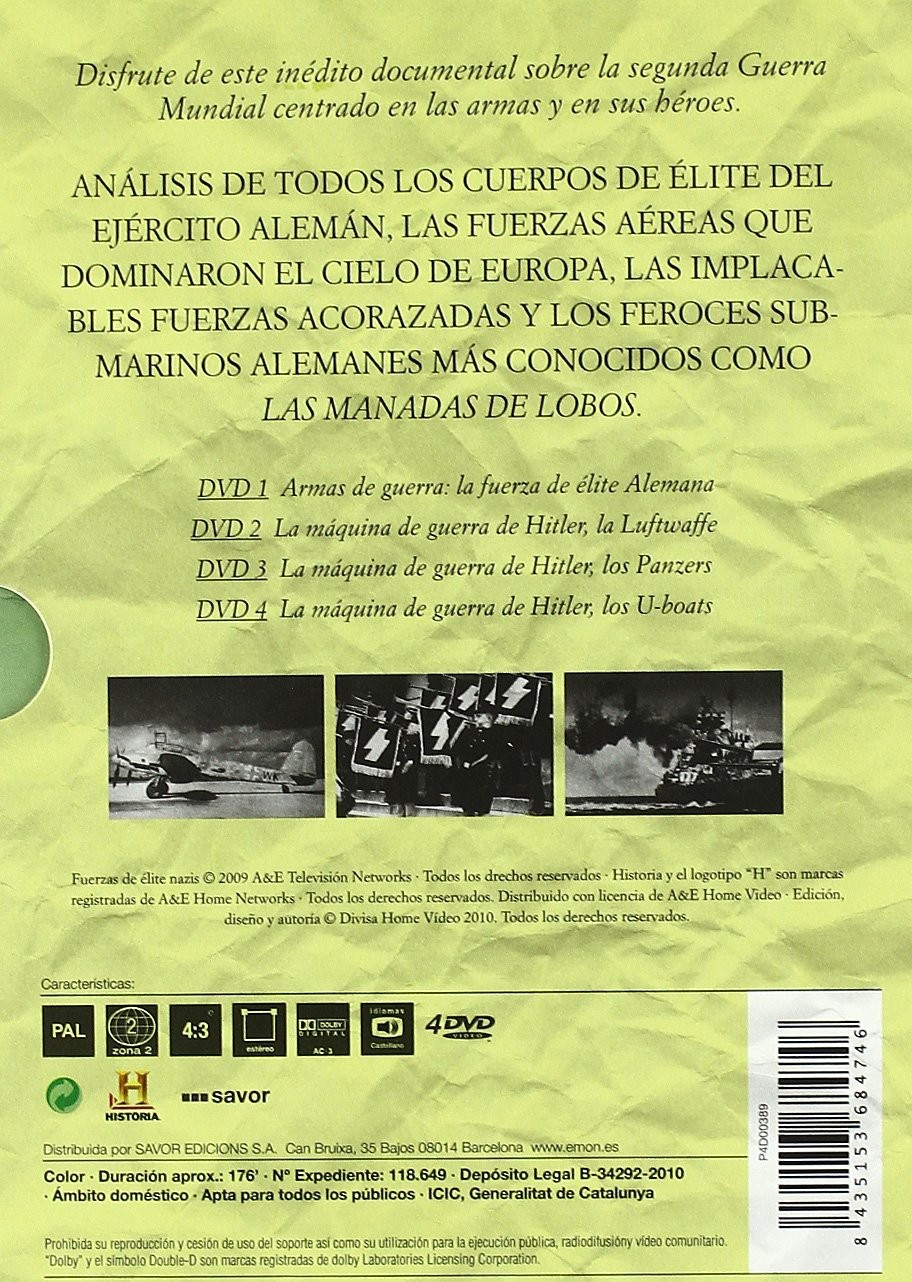 Disfrute de este inédito documental sobre la segunda Guerra
Mundial centrado en las armas y en sus héroes.
ANÁLISIS DE TODOS LOS CUERPOS DE ÉLITE DEL
EJÉRCITO ALEMÁN, LAS FUERZAS AÉREAS QUE
DOMINARON EL CIELO DE EUROPA, LAS IMPLACA-
BLES FUERZAS ACORAZADAS Y LOS FEROCES SUB-
MARINOS ALEMANES MÁS CONOCIDOS COMO
LAS MANADAS DE LOBOS.
DVD 1 Armas de guerra: la fuerza de élite Alemana
DVD 2 La máquina de guerra de Hitler, la Luftwaffe
DVD 3 La máquina de guerra de Hitler, los Panzers
DVD 4 La máquina de guerra de Hitler, los U-boats
WK
Fuerzas de élite nazis © 2009 A&E Televisión Networks · Todos los drechos reservados · Historia y el logotipo “H” son marcas
registradas de A&E Home Networks · Todos los derechos reservados. Distribuido con licencia de A&E Home Video · Edición,
diseño y autoría © Divisa Home Vídeo 2010. Todos los derechos reservados.
Características:
PAL 2 zona 2 4:3 estéreo DOLBY DIGITAL AC-3 idiomas Castellano 4 DVD VIDEO
H HISTORIA savor
Distribuida por SAVOR EDICIONS S.A. Can Bruixa, 35 Bajos 08014 Barcelona www.emon.es
Color · Duración aprox.: 176’ · Nº Expediente: 118.649 · Depósito Legal B-34292-2010
· Ámbito doméstico · Apta para todos los públicos · ICIC, Generalitat de Catalunya
Prohibida su reproducción y cesión de uso del soporte así como su utilización para la ejecución pública, radiodifusióny vídeo comunitario.
“Dolby” y el símbolo Double-D son marcas registradas de dolby Laboratories Licensing Corporation.
P4D00389
8 435153 684746